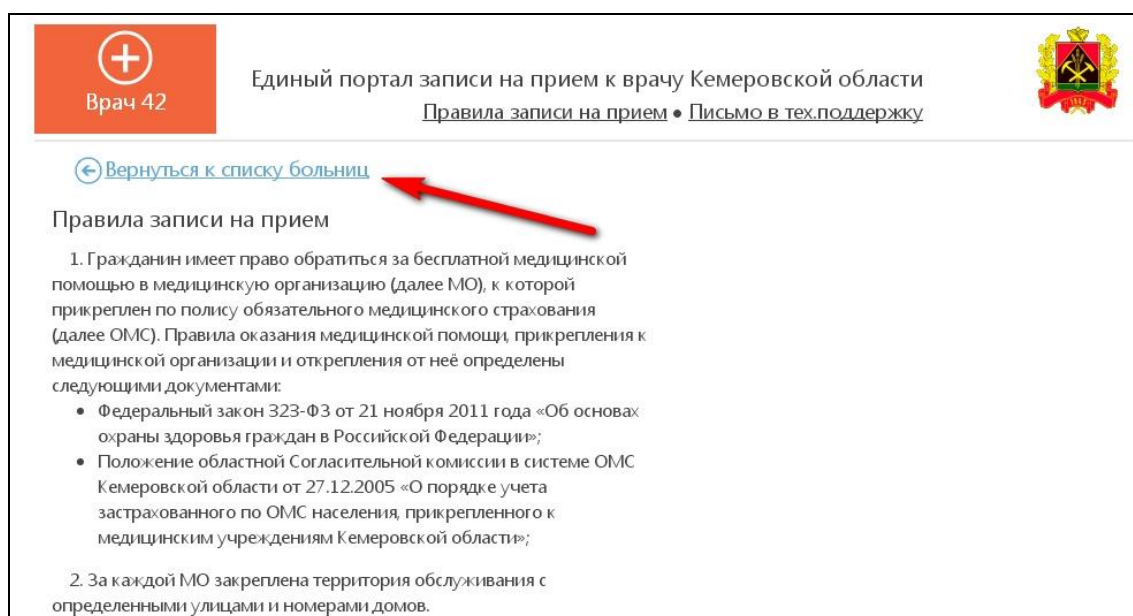 Врач 42
Единый портал записи на прием к врачу Кемеровской области
Правила записи на прием • Письмо в тех.поддержку
1943
Вернуться к списку больниц
Правила записи на прием
1. Гражданин имеет право обратиться за бесплатной медицинской
помощью в медицинскую организацию (далее МО), к которой
прикреплен по полису обязательного медицинского страхования
(далее ОМС). Правила оказания медицинской помощи, прикрепления к
медицинской организации и открепления от неё определены
следующими документами:
• Федеральный закон 323-ФЗ от 21 ноября 2011 года «Об основах
охраны здоровья граждан в Российской Федерации»;
• Положение областной Согласительной комиссии в системе ОМС
Кемеровской области от 27.12.2005 «О порядке учета
застрахованного по ОМС населения, прикрепленного к
медицинским учреждениям Кемеровской области»;
2. За каждой МО закреплена территория обслуживания с
определенными улицами и номерами домов.